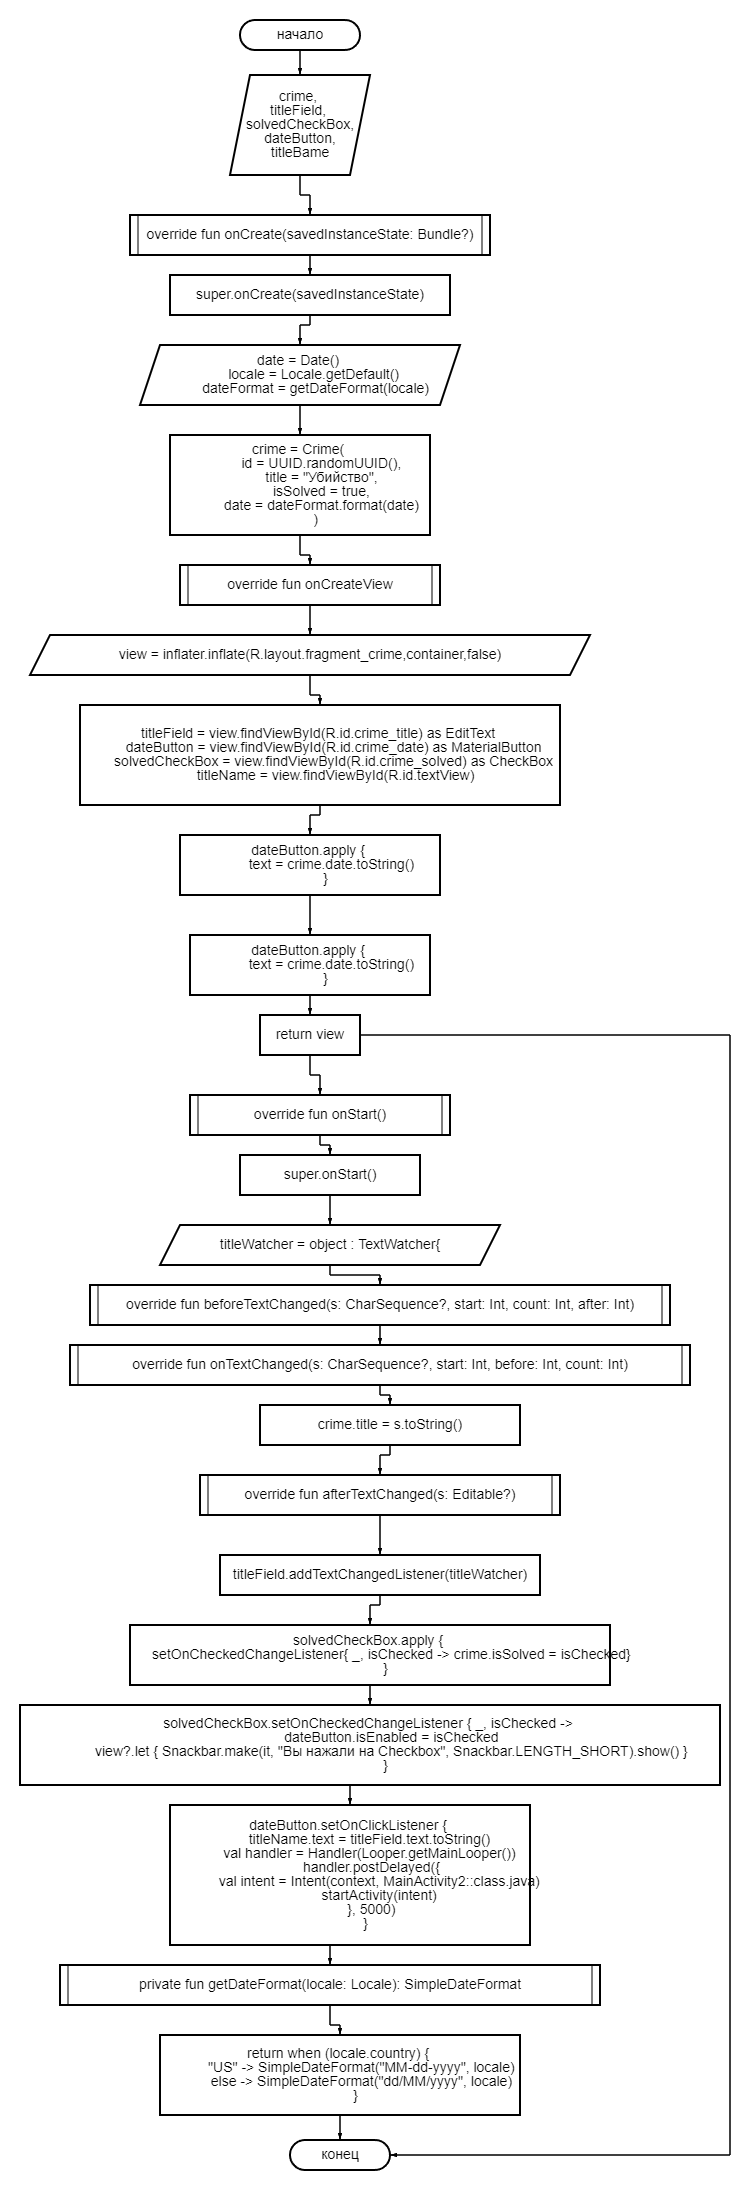 начало
crime,
titleField,
solvedCheckBox,
dateButton,
titleBame
override fun onCreate(savedInstanceState: Bundle?)
super.onCreate(savedInstanceState)
date = Date()
locale = Locale.getDefault()
dateFormat = getDateFormat(locale)
crime = Crime(
id = UUID.randomUUID(),
title = "Убийство",
isSolved = true,
date = dateFormat.format(date)
)
override fun onCreateView
view = inflater.inflate(R.layout.fragment_crime,container,false)
titleField = view.findViewById(R.id.crime_title) as EditText
dateButton = view.findViewById(R.id.crime_date) as MaterialButton
solvedCheckBox = view.findViewById(R.id.crime_solved) as CheckBox
titleName = view.findViewById(R.id.textView)
dateButton.apply {
text = crime.date.toString()
}
dateButton.apply {
text = crime.date.toString()
}
return view
override fun onStart()
super.onStart()
titleWatcher = object : TextWatcher{
override fun beforeTextChanged(s: CharSequence?, start: Int, count: Int, after: Int)
override fun onTextChanged(s: CharSequence?, start: Int, before: Int, count: Int)
crime.title = s.toString()
override fun afterTextChanged(s: Editable?)
titleField.addTextChangedListener(titleWatcher)
solvedCheckBox.apply {
setOnCheckedChangeListener{ _, isChecked -> crime.isSolved = isChecked}
}
solvedCheckBox.setOnCheckedChangeListener { _, isChecked ->
dateButton.isEnabled = isChecked
view?.let { Snackbar.make(it, "Вы нажали на Checkbox", Snackbar.LENGTH_SHORT).show() }
}
dateButton.setOnClickListener {
titleName.text = titleField.text.toString()
val handler = Handler(Looper.getMainLooper())
handler.postDelayed({
val intent = Intent(context, MainActivity2::class.java)
startActivity(intent)
}, 5000)
}
private fun getDateFormat(locale: Locale): SimpleDateFormat
return when (locale.country) {
"US" -> SimpleDateFormat("MM-dd-yyyy", locale)
else -> SimpleDateFormat("dd/MM/yyyy", locale)
}
конец